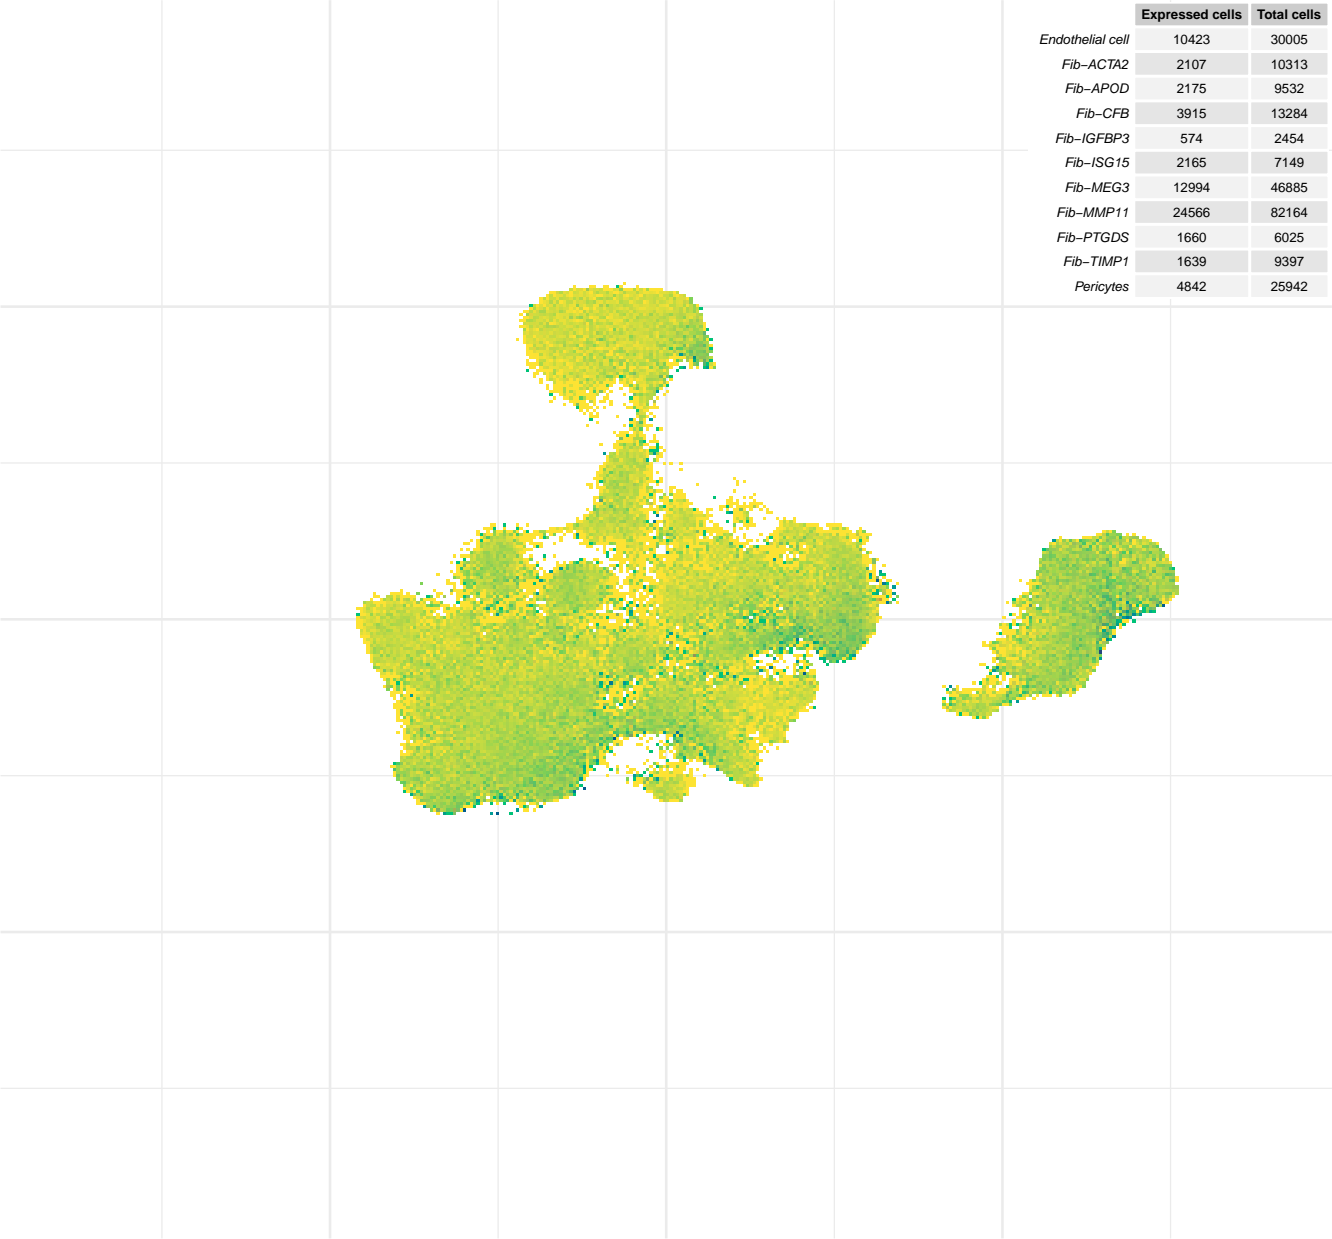 Expressed cells Total cells
Endothelial cell 10423 30005
Fib−ACTA2 2107 10313
Fib−APOD 2175 9532
Fib−CFB 3915 13284
Fib−IGFBP3 574 2454
Fib−ISG15 2165 7149
Fib−MEG3 12994 46885
Fib−MMP11 24566 82164
Fib−PTGDS 1660 6025
Fib−TIMP1 1639 9397
Pericytes 4842 25942